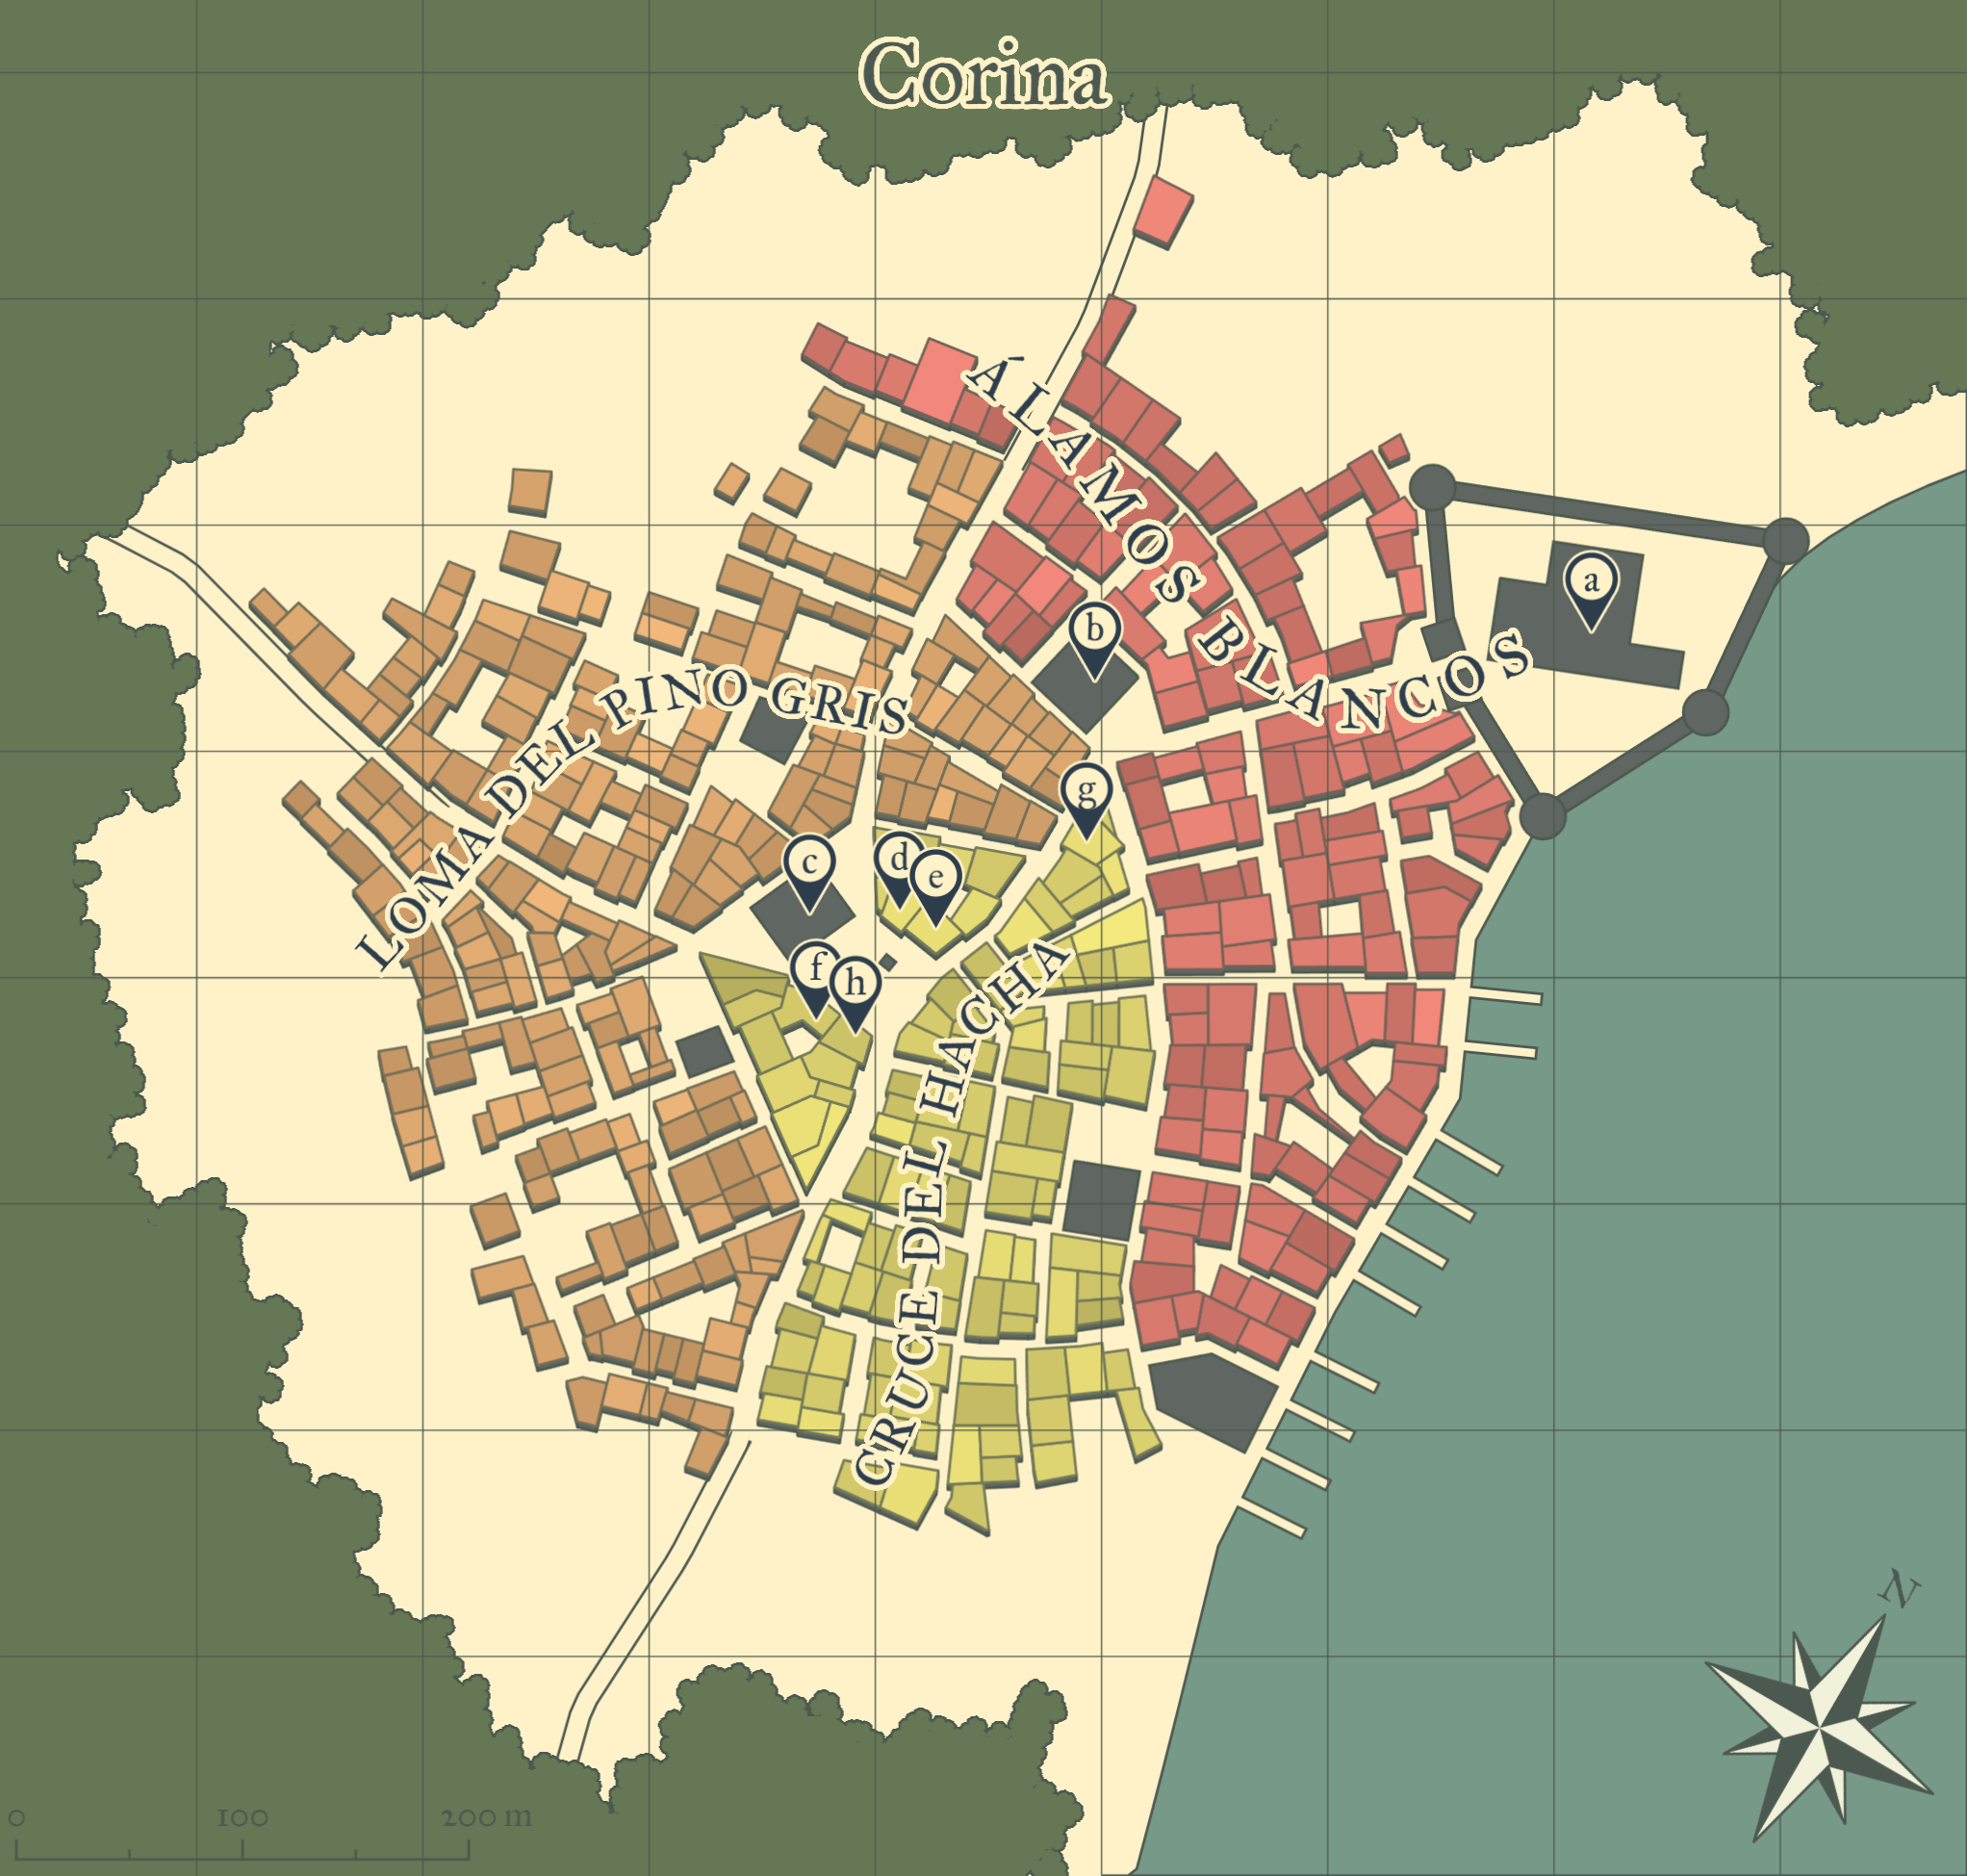 Corina
ÁLAMOS BLANCOS
a
b
LOMA DEL PINO GRIS
g
c
d
e
f
h
CRUCE DEL HACHA
N
0 100 200 m